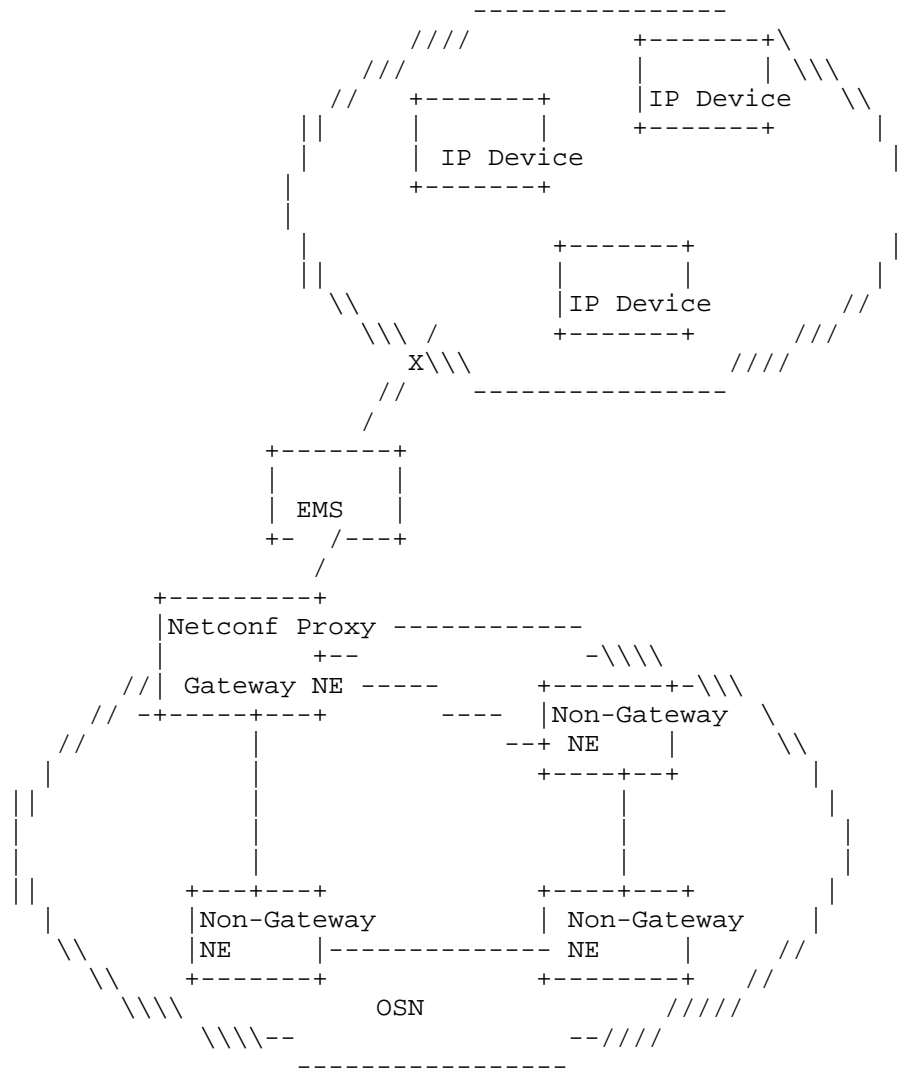 IP Device
IP Device
IP Device
X
EMS
Netconf Proxy
Gateway NE
Non-Gateway
NE
Non-Gateway Non-Gateway
NE NE
OSN